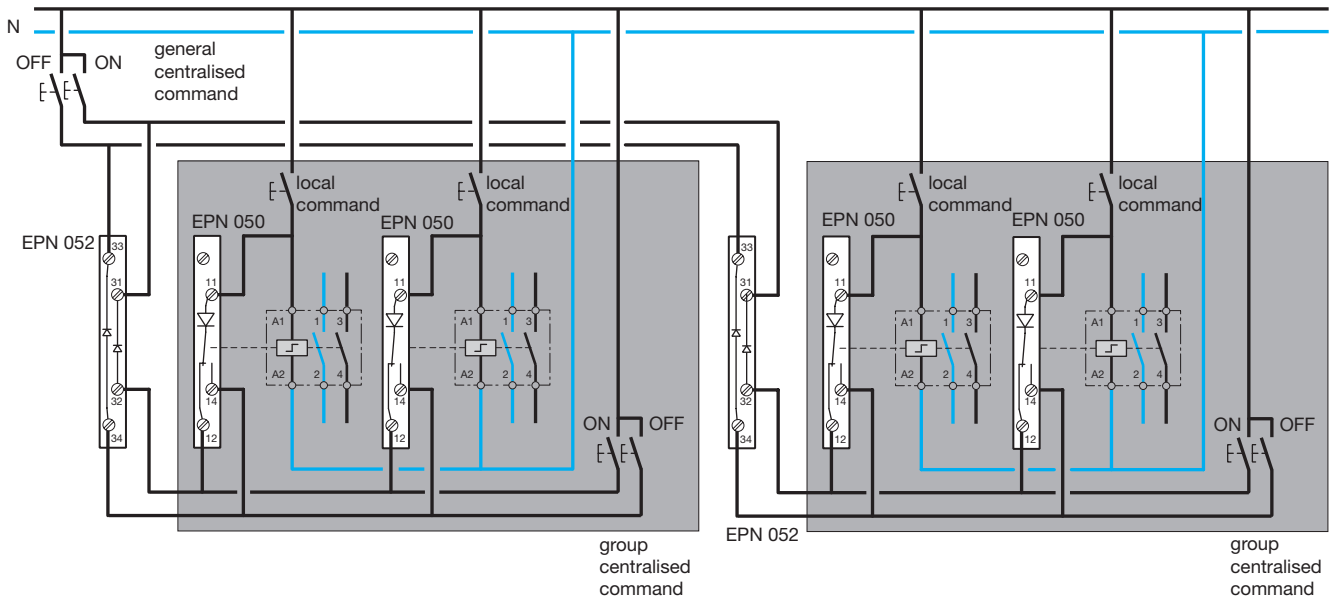 N
OFF ON
general
centralised
command
local
command
local
command
local
command
local
command
EPN 052
33
31
32
34
EPN 050
11
14
12
A1 1 3
A2 2 4
EPN 050
11
14
12
A1 1 3
A2 2 4
ON OFF
group
centralised
command
EPN 052
33
31
32
34
EPN 050
11
14
12
A1 1 3
A2 2 4
EPN 050
11
14
12
A1 1 3
A2 2 4
ON OFF
group
centralised
command